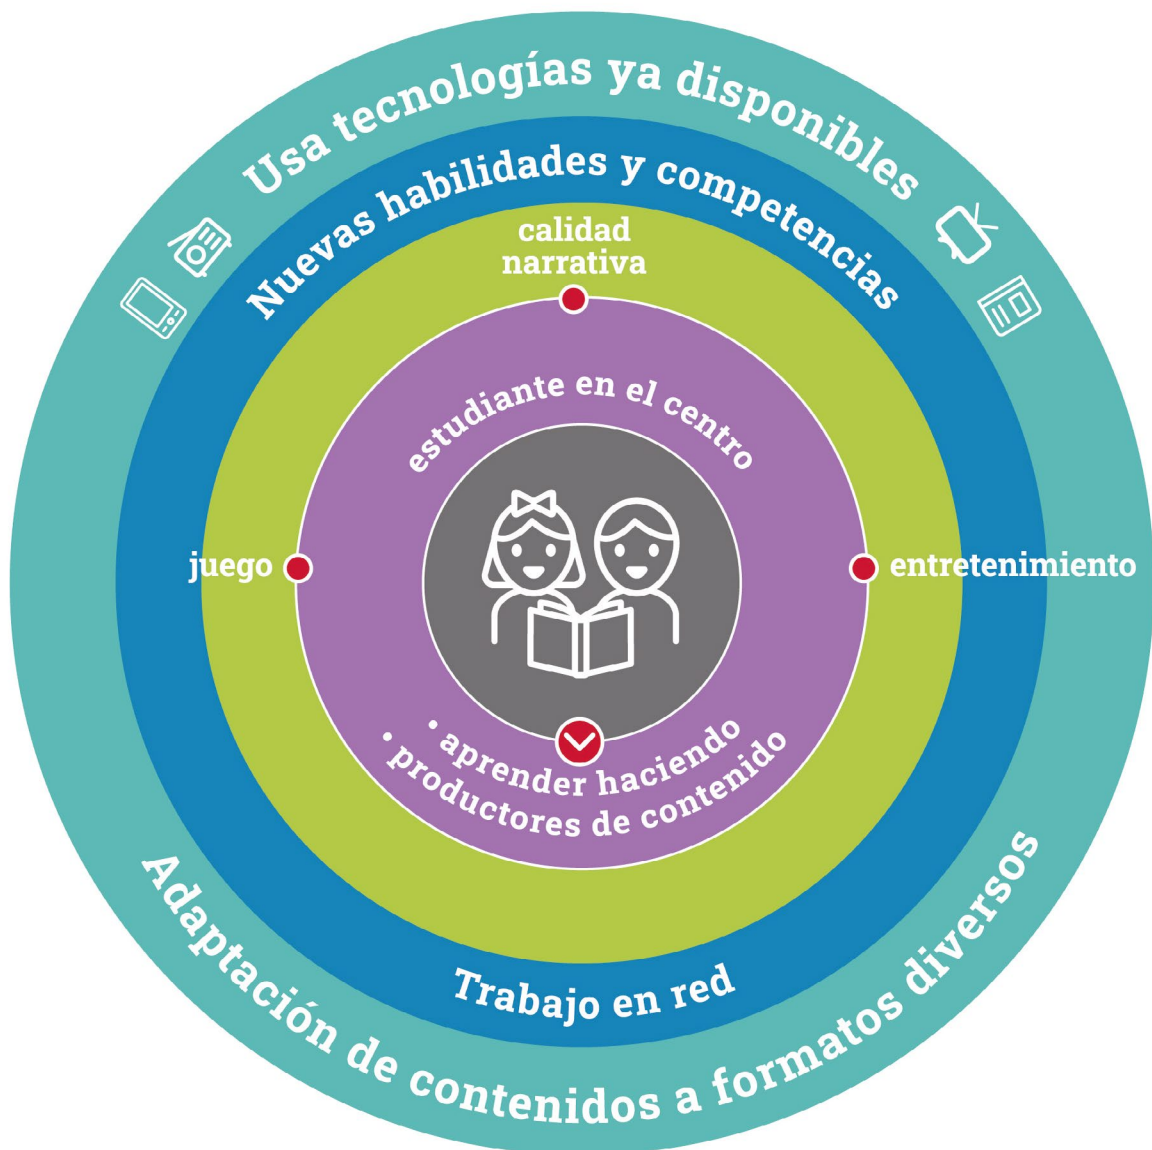 Usa tecnologías ya disponibles
Nuevas habilidades y competencias
calidad
narrativa
estudiante en el centro
juego
entretenimiento
• aprender haciendo
• productores de contenido
Trabajo en red
Adaptación de contenidos a formatos diversos